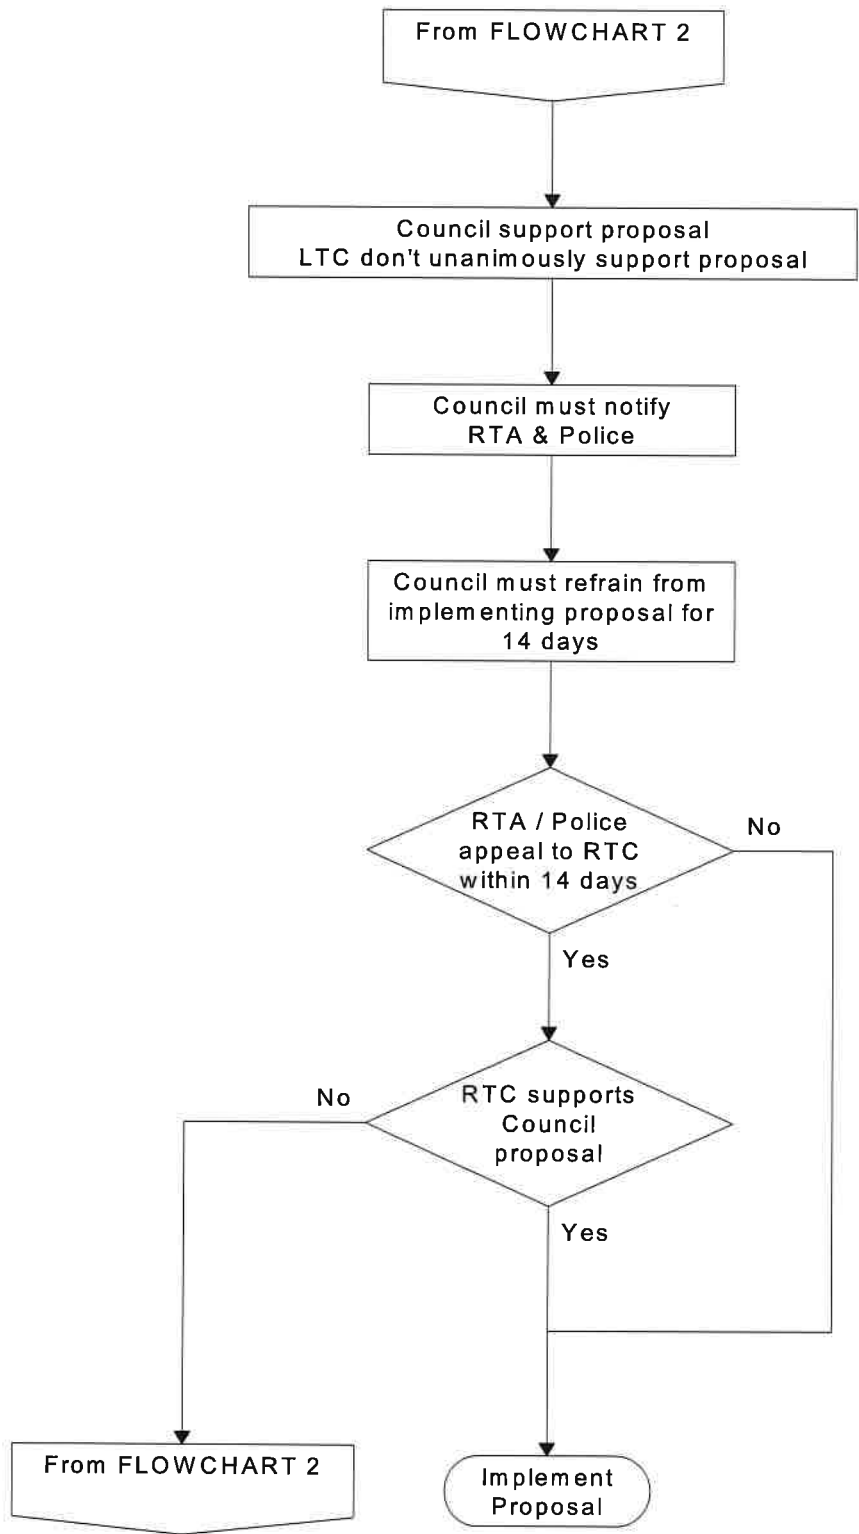 From FLOWCHART 2
Council support proposal
LTC don't unanimously support proposal
Council must notify
RTA & Police
Council must refrain from
implementing proposal for
14 days
RTA / Police
appeal to RTC
within 14 days
No
Yes
RTC supports
Council
proposal
No
Yes
From FLOWCHART 2
Implement
Proposal